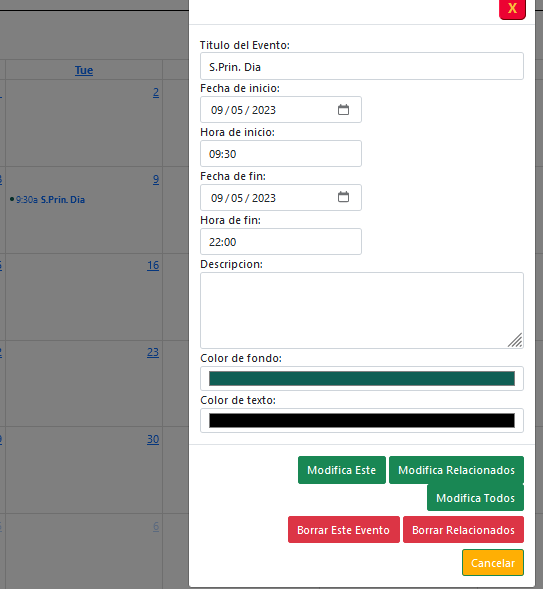 X
Titulo del Evento:
S.Prin. Dia
Fecha de inicio:
09/05/2023
Hora de inicio:
09:30
Fecha de fin:
09/05/2023
Hora de fin:
22:00
Descripcion:
Color de fondo:
Color de texto:
Modifica Este
Modifica Relacionados
Modifica Todos
Borrar Este Evento
Borrar Relacionados
Cancelar
Tue
2
9
9:30a S.Prin. Dia
16
23
30
6